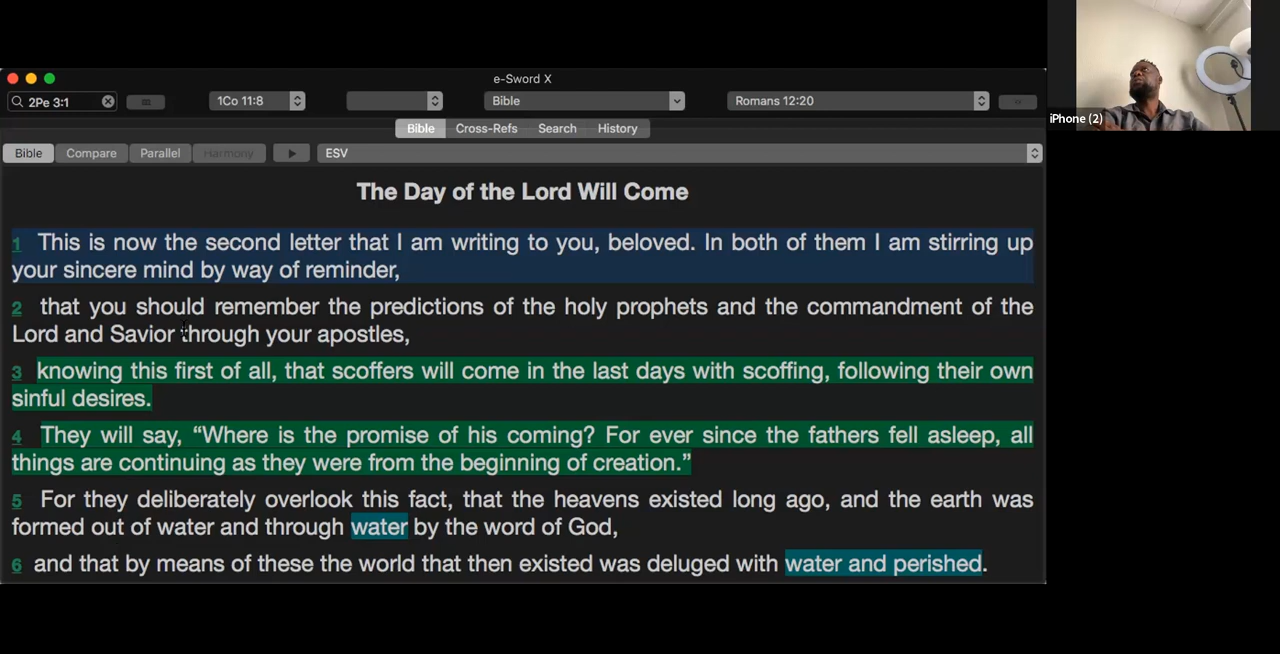 e-Sword X
2Pe 3:1
1Co 11:8
Bible
Romans 12:20
iPhone (2)
Bible Cross-Refs Search History
Bible Compare Parallel Harmony ESV
The Day of the Lord Will Come
1 This is now the second letter that I am writing to you, beloved. In both of them I am stirring up
your sincere mind by way of reminder,
2 that you should remember the predictions of the holy prophets and the commandment of the
Lord and Savior through your apostles,
3 knowing this first of all, that scoffers will come in the last days with scoffing, following their own
sinful desires.
4 They will say, “Where is the promise of his coming? For ever since the fathers fell asleep, all
things are continuing as they were from the beginning of creation.”
5 For they deliberately overlook this fact, that the heavens existed long ago, and the earth was
formed out of water and through water by the word of God,
6 and that by means of these the world that then existed was deluged with water and perished.